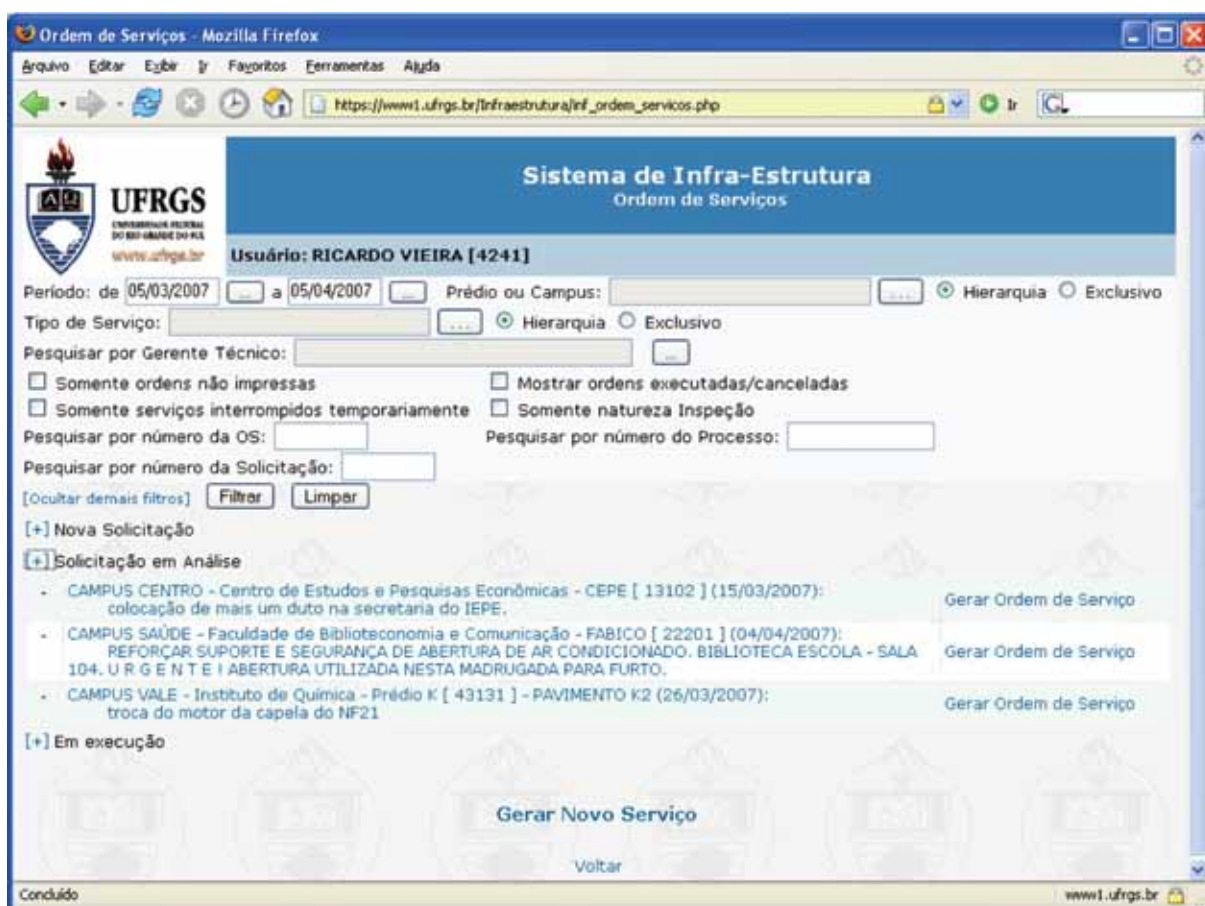 Ordem de Serviços - Mozilla Firefox
Arquivo Editar Exibir Ir Favoritos Ferramentas Ajuda
https://www1.ufrgs.br/Infraestrutura/inf_ordem_servicos.php Ir
Sistema de Infra-Estrutura
Ordem de Serviços
UFRGS
UNIVERSIDADE FEDERAL
DO RIO GRANDE DO SUL
www.ufrgs.br
Usuário: RICARDO VIEIRA [4241]
Período: de 05/03/2007 ... a 05/04/2007 ... Prédio ou Campus: ... Hierarquia Exclusivo
Tipo de Serviço: ... Hierarquia Exclusivo
Pesquisar por Gerente Técnico: ...
Somente ordens não impressas Mostrar ordens executadas/canceladas
Somente serviços interrompidos temporariamente Somente natureza Inspeção
Pesquisar por número da OS: Pesquisar por número do Processo:
Pesquisar por número da Solicitação:
[Ocultar demais filtros] Filtrar Limpar
[+] Nova Solicitação
[+] Solicitação em Análise
- CAMPUS CENTRO - Centro de Estudos e Pesquisas Econômicas - CEPE [ 13102 ] (15/03/2007):
colocação de mais um duto na secretaria do IEPE. Gerar Ordem de Serviço
- CAMPUS SAÚDE - Faculdade de Biblioteconomia e Comunicação - FABICO [ 22201 ] (04/04/2007):
REFORÇAR SUPORTE E SEGURANÇA DE ABERTURA DE AR CONDICIONADO. BIBLIOTECA ESCOLA - SALA Gerar Ordem de Serviço
104. U R G E N T E ! ABERTURA UTILIZADA NESTA MADRUGADA PARA FURTO.
- CAMPUS VALE - Instituto de Química - Prédio K [ 43131 ] - PAVIMENTO K2 (26/03/2007):
troca do motor da capela do NF21 Gerar Ordem de Serviço
[+] Em execução
Gerar Novo Serviço
Voltar
Concluído www1.ufrgs.br